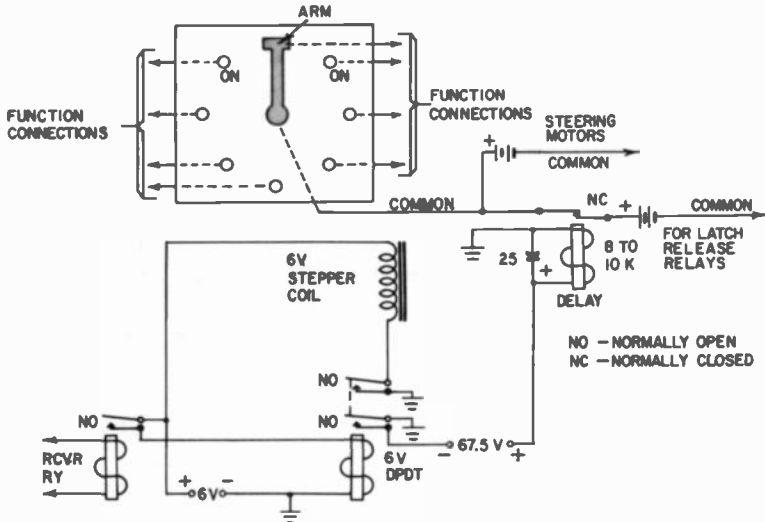 ARM
ON
ON
FUNCTION
CONNECTIONS
FUNCTION
CONNECTIONS
STEERING
MOTORS
+
COMMON
COMMON
NC
+
COMMON
FOR LATCH
RELEASE
RELAYS
6V
STEPPER
COIL
25
+
8 TO
10 K
DELAY
NO – NORMALLY OPEN
NC – NORMALLY CLOSED
NO
NO
NO
RCVR
RY
+ 6V -
6 V
DPDT
- 67.5 V +